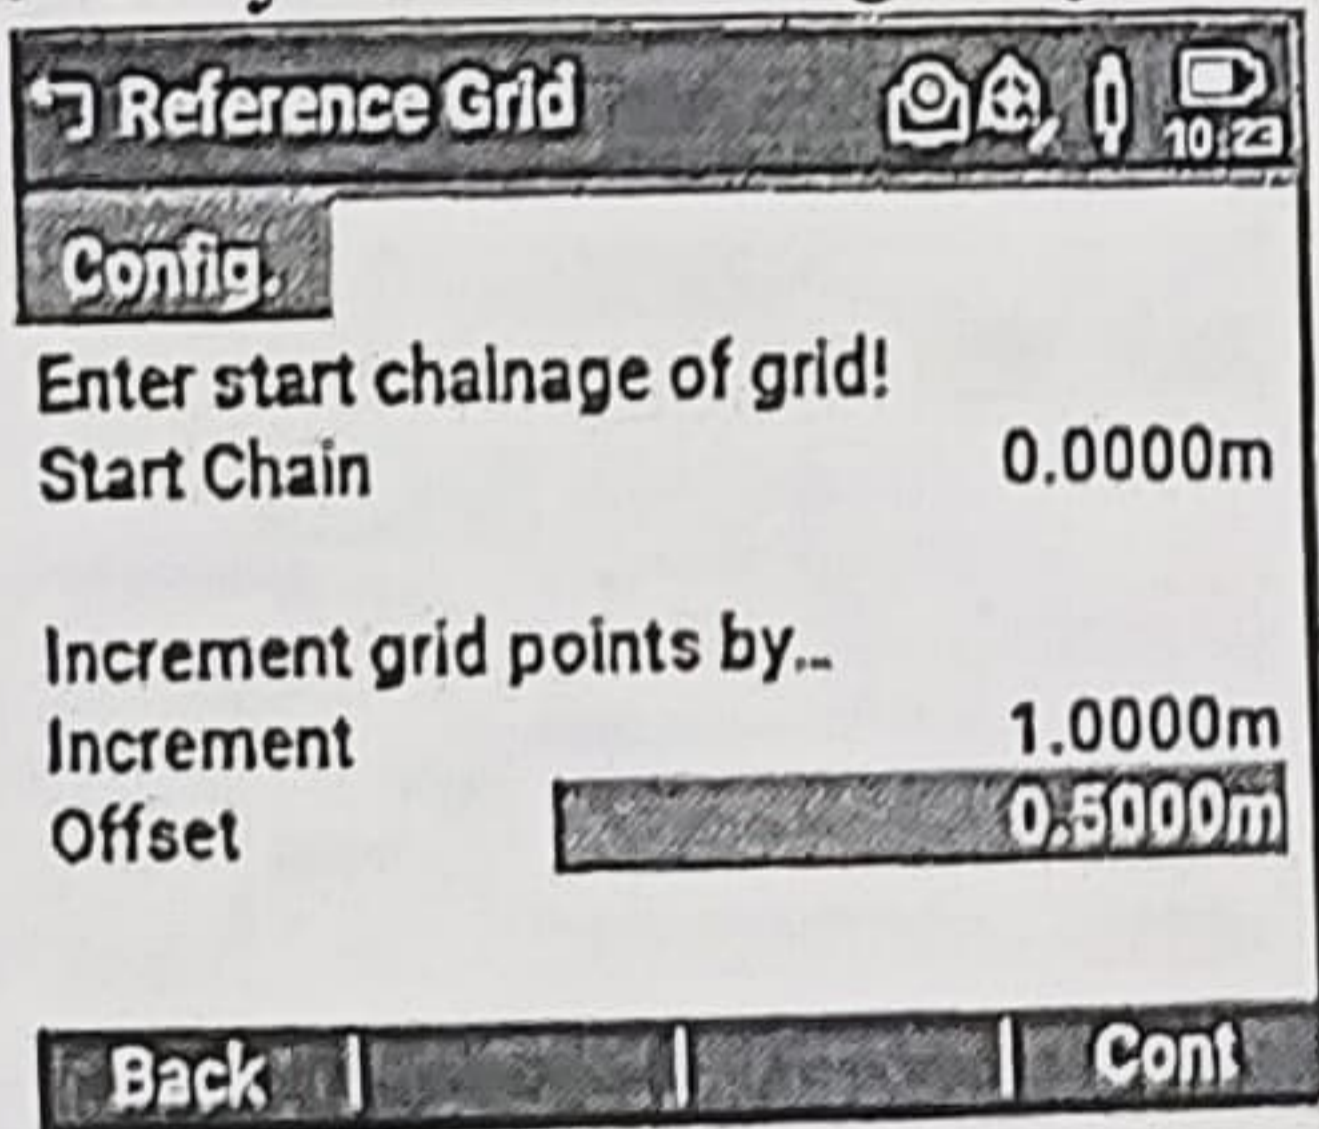 Reference Grid
10:23
Config.
Enter start chainage of grid!
Start Chain 0.0000m
Increment grid points by...
Increment 1.0000m
Offset 0.5000m
Back Cont